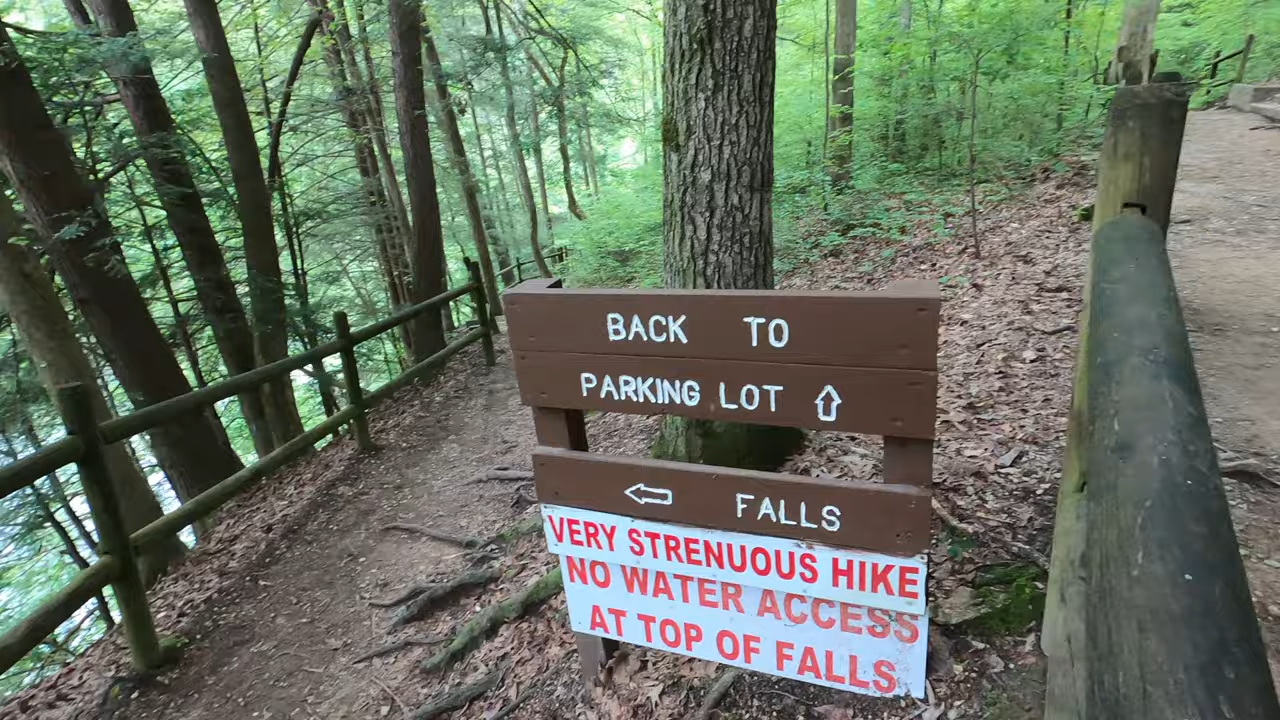 BACK TO
PARKING LOT ⇧
⇦ FALLS
VERY STRENUOUS HIKE
NO WATER ACCESS
AT TOP OF FALLS